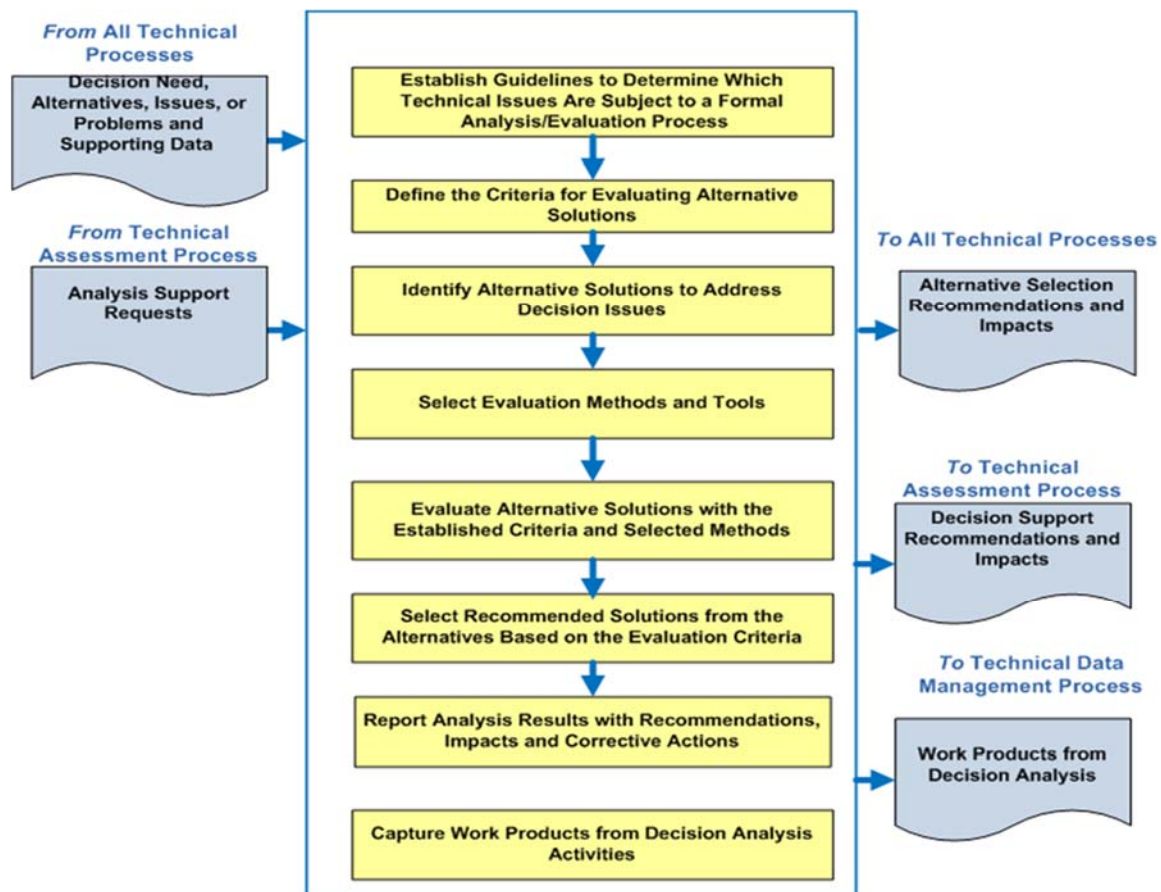 From All Technical
Processes
Decision Need,
Alternatives, Issues, or
Problems and
Supporting Data
From Technical
Assessment Process
Analysis Support
Requests
Establish Guidelines to Determine Which
Technical Issues Are Subject to a Formal
Analysis/Evaluation Process
Define the Criteria for Evaluating Alternative
Solutions
Identify Alternative Solutions to Address
Decision Issues
Select Evaluation Methods and Tools
Evaluate Alternative Solutions with the
Established Criteria and Selected Methods
Select Recommended Solutions from the
Alternatives Based on the Evaluation Criteria
Report Analysis Results with Recommendations,
Impacts and Corrective Actions
Capture Work Products from Decision Analysis
Activities
To All Technical Processes
Alternative Selection
Recommendations and
Impacts
To Technical
Assessment Process
Decision Support
Recommendations and
Impacts
To Technical Data
Management Process
Work Products from
Decision Analysis